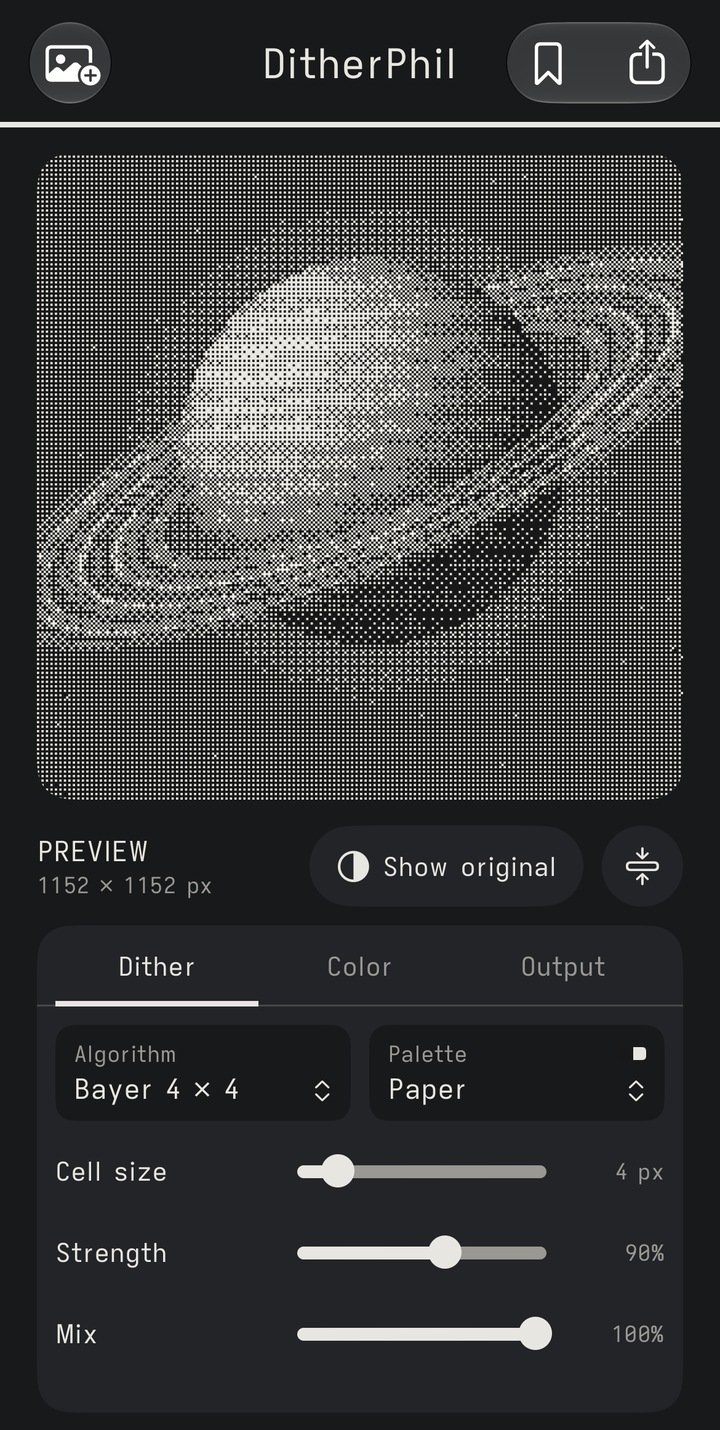 DitherPhil
PREVIEW
1152 × 1152 px
Show original
Dither Color Output
Algorithm
Bayer 4 × 4
Palette
Paper
Cell size 4 px
Strength 90%
Mix 100%